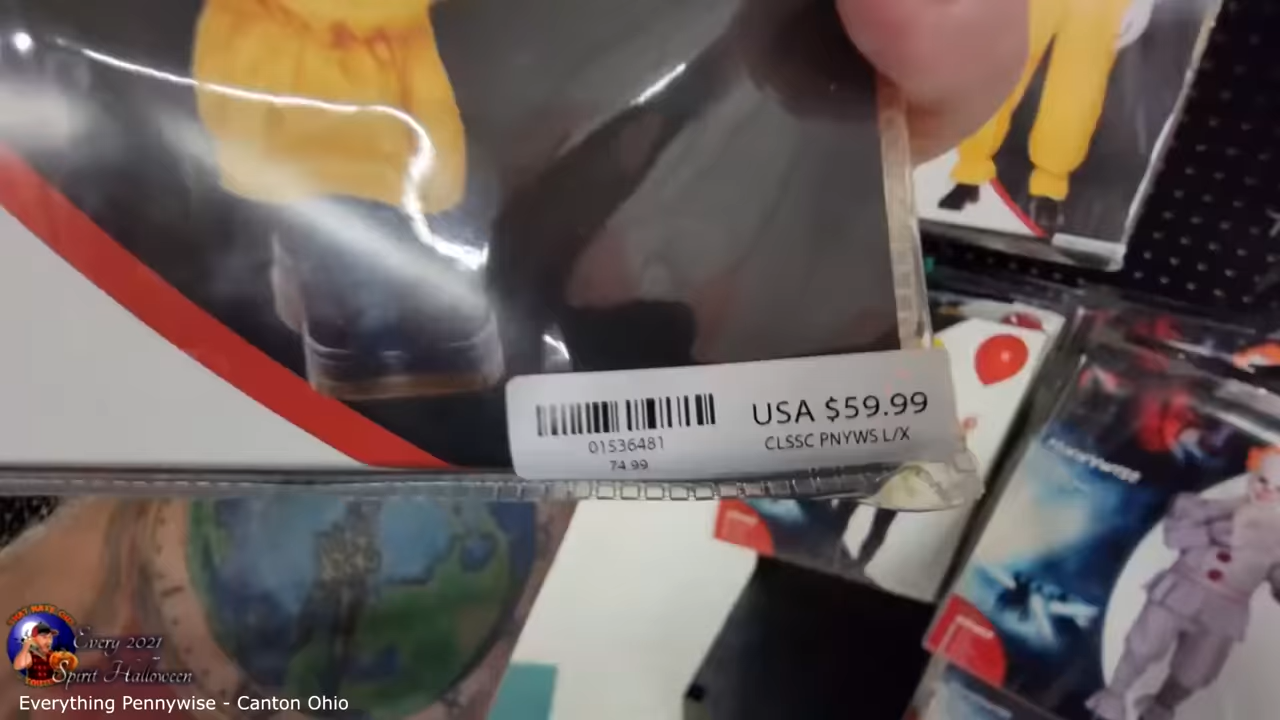 USA $59.99
CLSSC PNYWS L/X
01536481
74.99
Every 2021
Spirit Halloween
Everything Pennywise - Canton Ohio